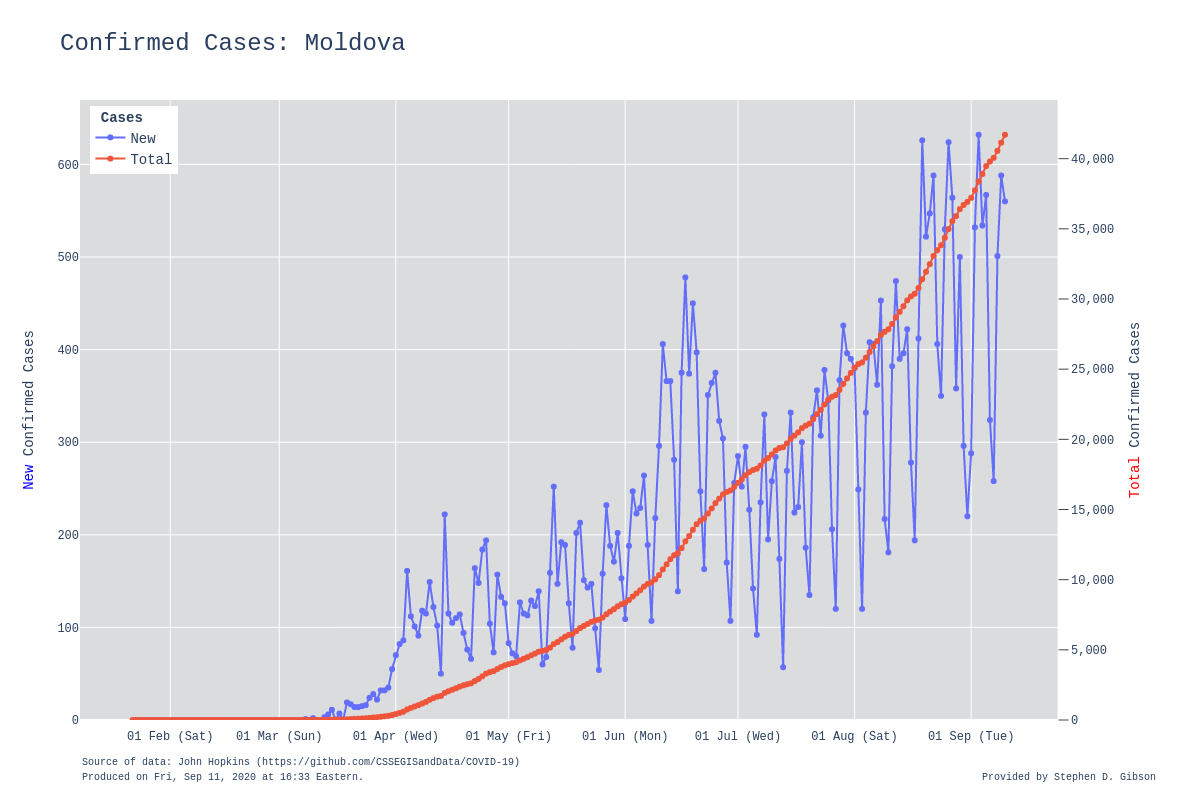 Confirmed Cases: Moldova
Cases
New
Total
600
500
400
300
200
100
0
40,000
35,000
30,000
25,000
20,000
15,000
10,000
5,000
0
New Confirmed Cases
Total Confirmed Cases
01 Feb (Sat) 01 Mar (Sun) 01 Apr (Wed) 01 May (Fri) 01 Jun (Mon) 01 Jul (Wed) 01 Aug (Sat) 01 Sep (Tue)
Source of data: John Hopkins (https://github.com/CSSEGISandData/COVID-19)
Produced on Fri, Sep 11, 2020 at 16:33 Eastern.
Provided by Stephen D. Gibson